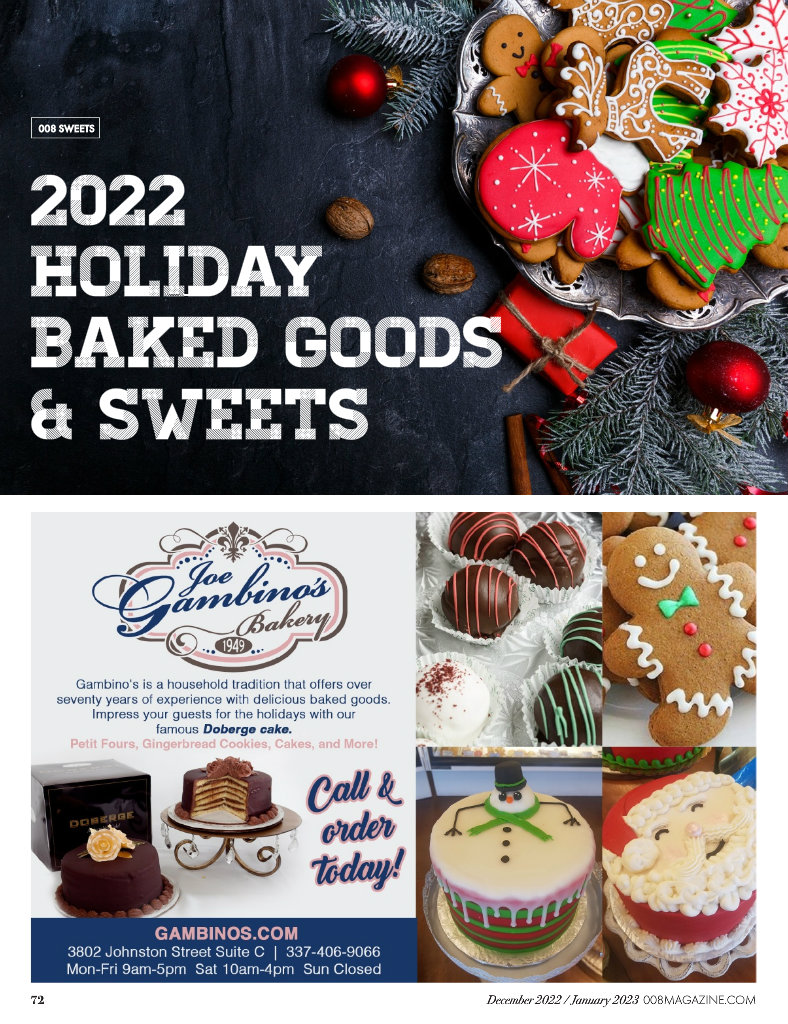 008 SWEETS
2022
HOLIDAY
BAKED GOODS
& SWEETS
Joe
Gambino's
Bakery
1949
Gambino's is a household tradition that offers over
seventy years of experience with delicious baked goods.
Impress your guests for the holidays with our
famous Doberge cake.
Petit Fours, Gingerbread Cookies, Cakes, and More!
DOBERGE
Call &
order
today!
GAMBINOS.COM
3802 Johnston Street Suite C | 337-406-9066
Mon-Fri 9am-5pm Sat 10am-4pm Sun Closed
72
December 2022 / January 2023 008MAGAZINE.COM